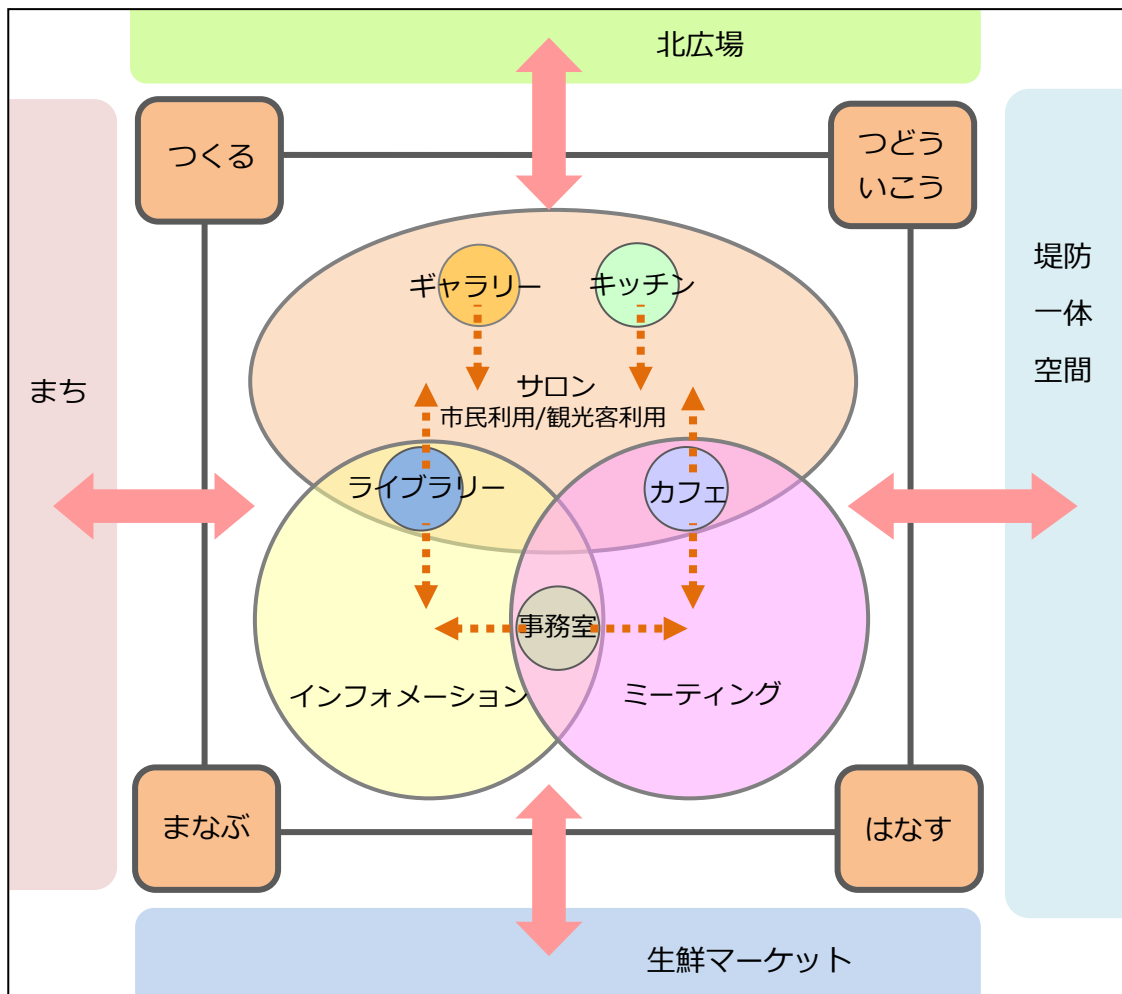 北広場
つくる
つどう
いこう
堤防
一体
空間
まち
ギャラリー
キッチン
サロン
市民利用/観光客利用
ライブラリー
カフェ
事務室
インフォメーション
ミーティング
まなぶ
はなす
生鮮マーケット